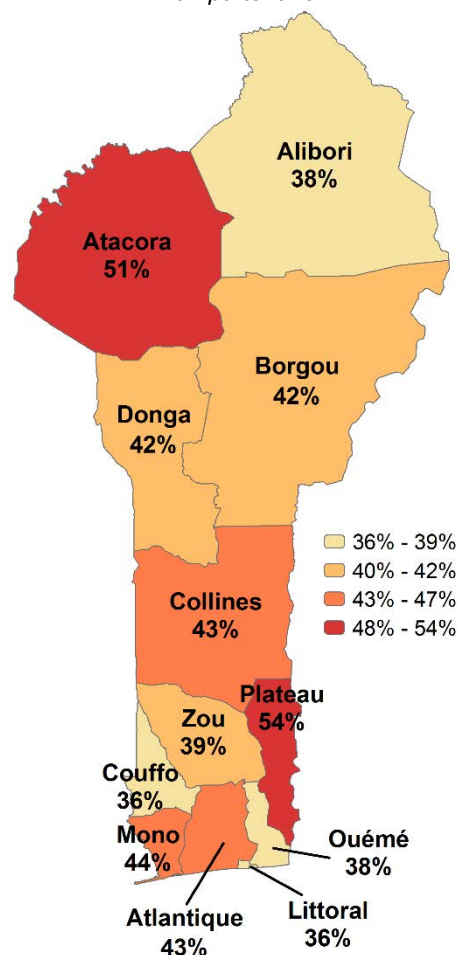 Alibori
38%
Atacora
51%
Borgou
42%
Donga
42%
36% - 39%
40% - 42%
43% - 47%
48% - 54%
Collines
43%
Plateau
54%
Zou
39%
Couffo
36%
Mono
44%
Ouémé
38%
Atlantique
43%
Littoral
36%